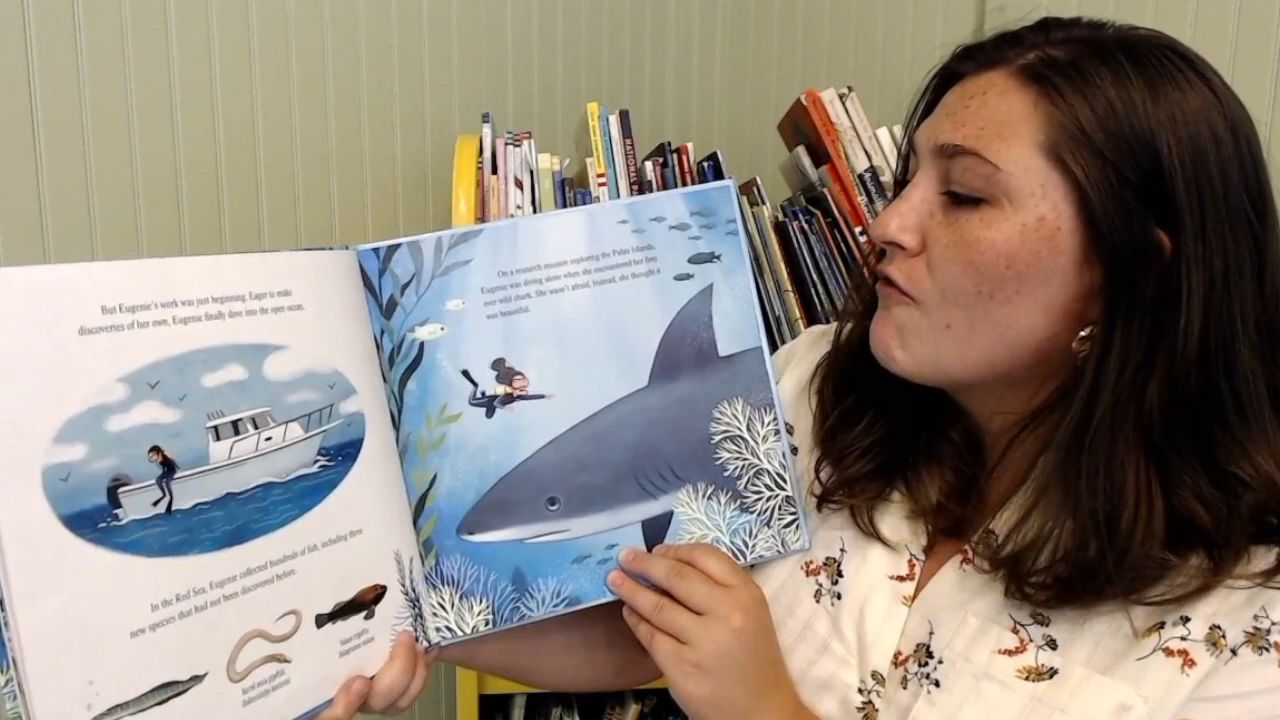 But Eugenie's work was just beginning. Eager to make
discoveries of her own, Eugenie finally dove into the open ocean.
In the Red Sea, Eugenie collected hundreds of fish, including three
new species that had not been discovered before.
On a research mission exploring the Palau Islands,
Eugenie was diving alone when she encountered her first
ever wild shark. She wasn't afraid, instead, she thought it
was beautiful.
NATIONAL